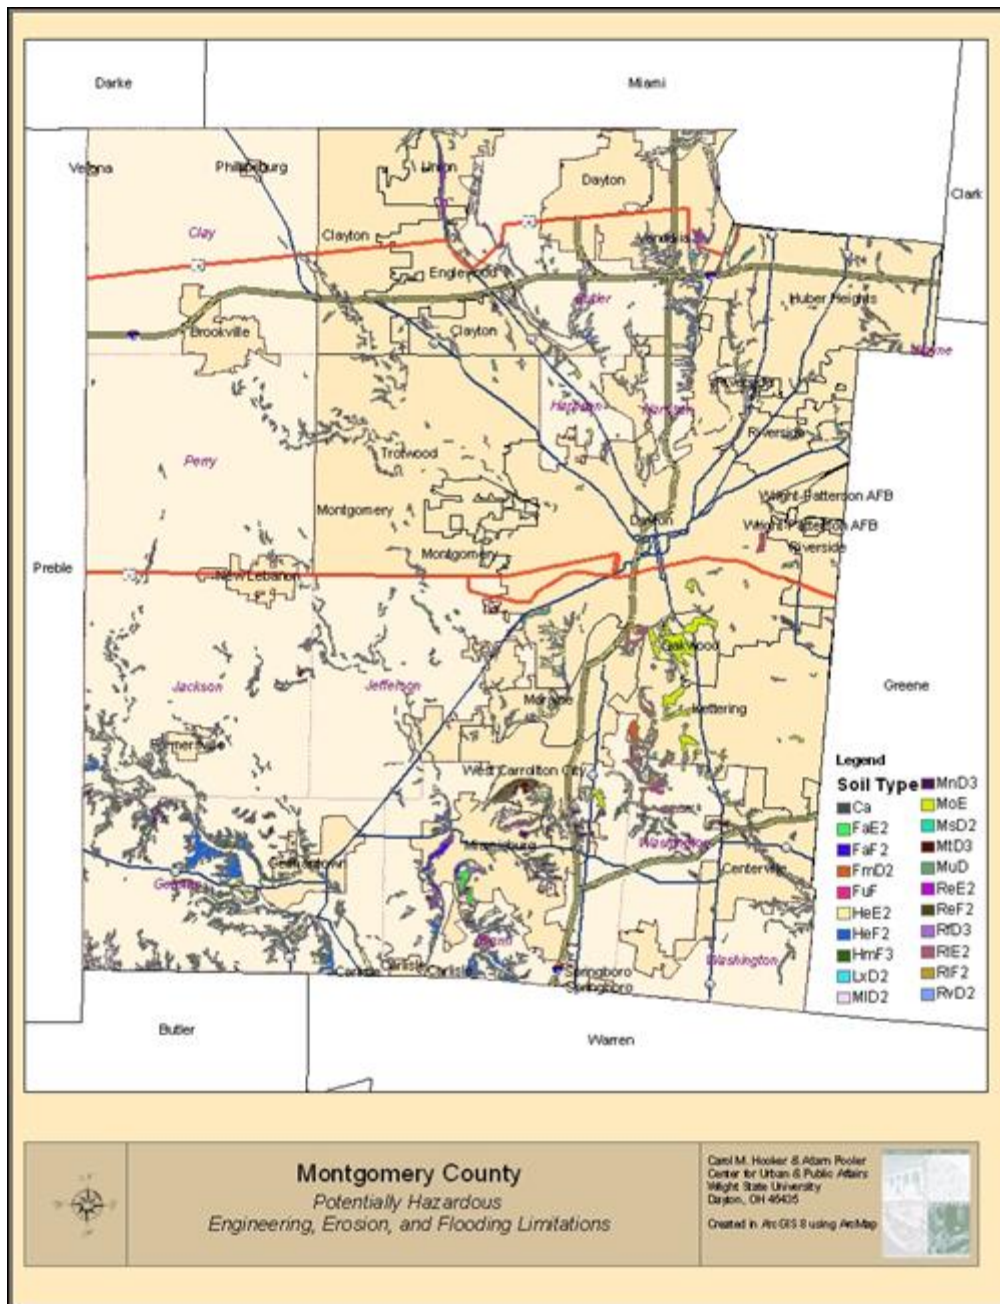 Darke
Miami
Verona
Phillipsburg
Union
Dayton
Clark
Clay
Clayton
Vandalia
Englewood
Butler
Huber Heights
Brookville
Clayton
Wayne
Harrison
Harrison
Riverside
Riverside
Trotwood
Perry
Wright-Patterson AFB
Montgomery
Dayton
Wright-Patterson AFB
Montgomery
Riverside
Preble
New Lebanon
Oakwood
Jackson
Jefferson
Greene
Moraine
Kettering
Farmersville
West Carrollton City
Miamisburg
Washington
Germantown
Centerville
German
Miami
Washington
Carlisle
Carlisle
Carlisle
Springboro
Springboro
Butler
Warren
Legend
Soil Type
Ca
FaE2
FaF2
FmD2
FuF
HeE2
HeF2
HmF3
LxD2
MlD2
MnD3
MoE
MsD2
MtD3
MuD
ReE2
ReF2
RfD3
RlE2
RlF2
RvD2
Montgomery County
Potentially Hazardous
Engineering, Erosion, and Flooding Limitations
Carol M. Hooker & Adam Pooler
Center for Urban & Public Affairs
Wright State University
Dayton, OH 45435
Created in ArcGIS 8 using ArcMap